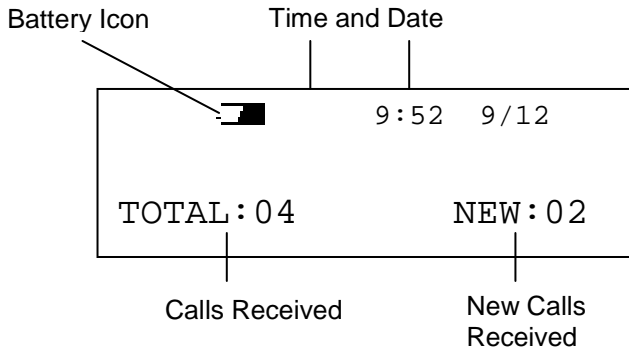 Battery Icon
Time and Date
9:52 9/12
TOTAL:04
NEW:02
Calls Received
New Calls
Received